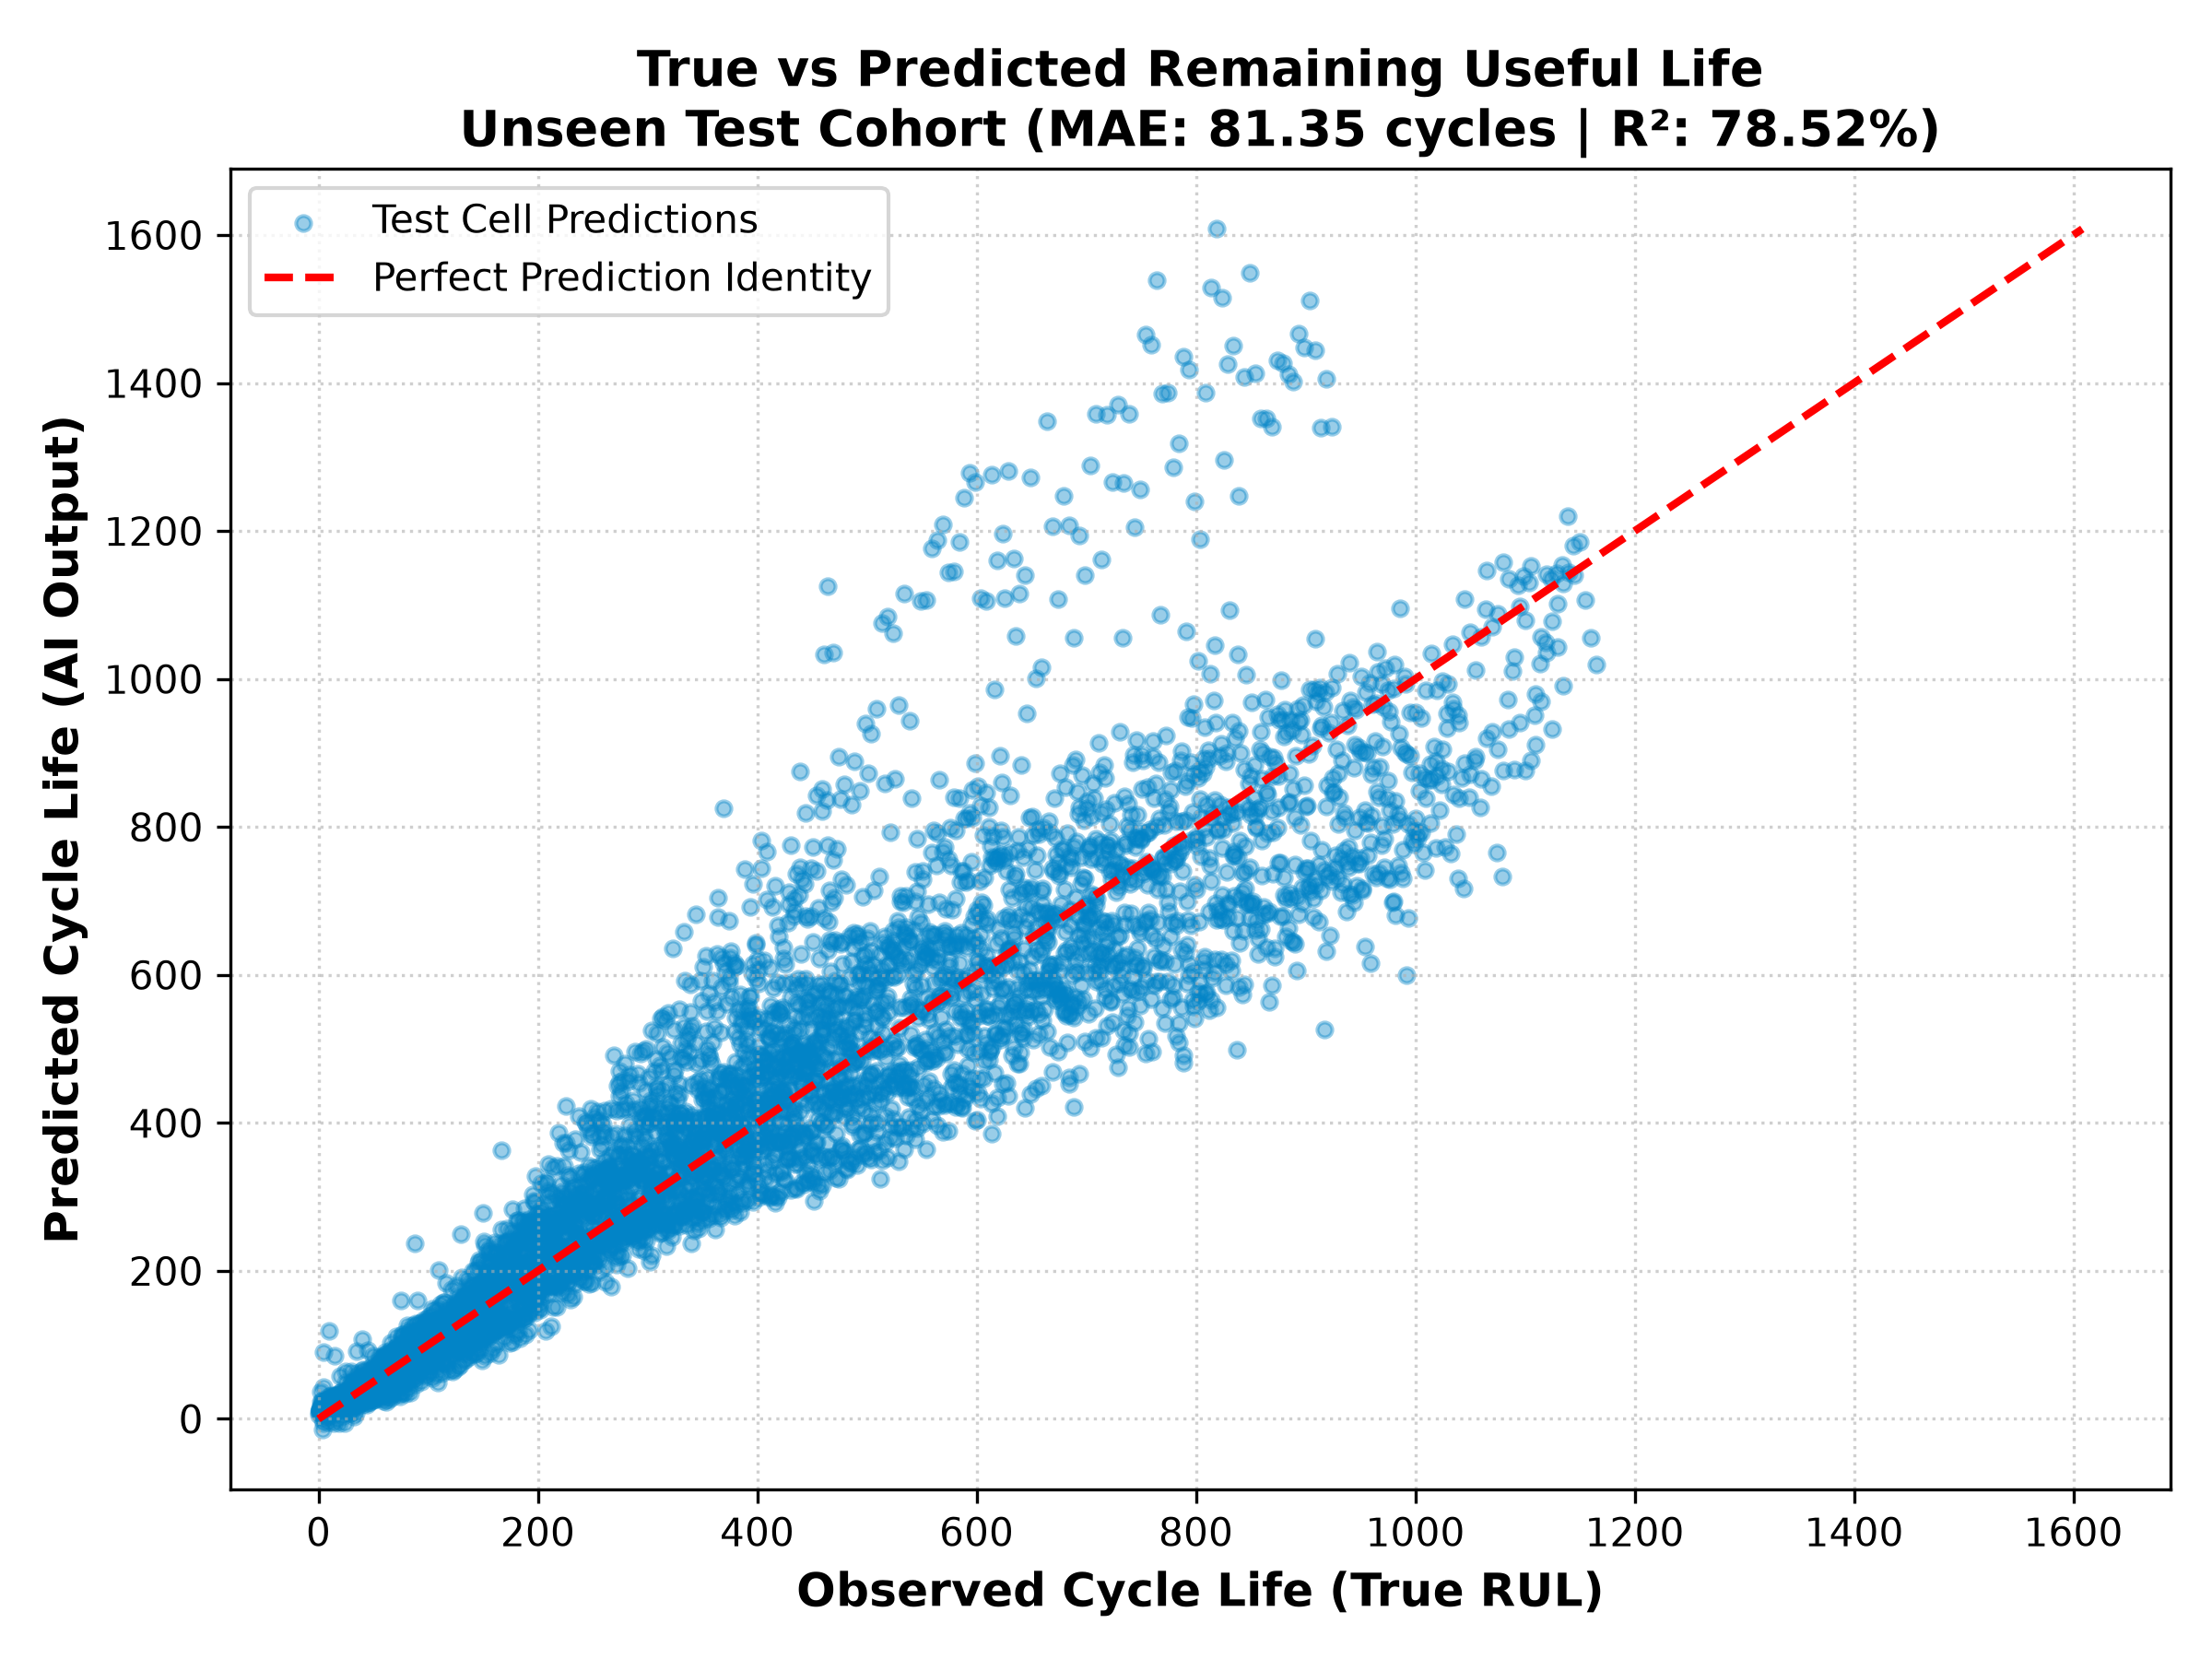 True vs Predicted Remaining Useful Life
Unseen Test Cohort (MAE: 81.35 cycles | R²: 78.52%)
Test Cell Predictions
Perfect Prediction Identity
Predicted Cycle Life (AI Output)
1600
1400
1200
1000
800
600
400
200
0
0 200 400 600 800 1000 1200 1400 1600
Observed Cycle Life (True RUL)